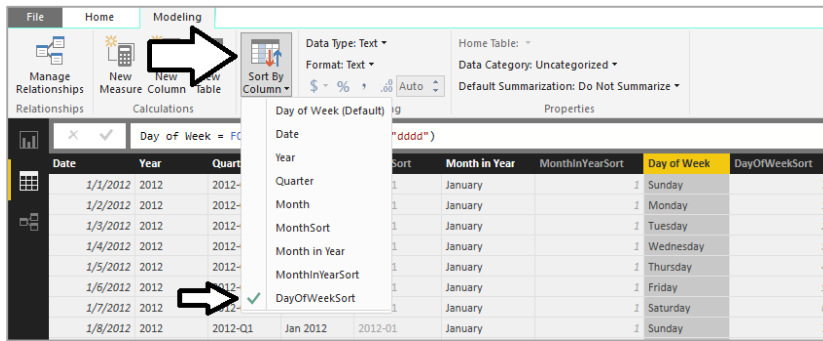 File Home Modeling
Manage Relationships
New Measure
New Column
Table
Sort By Column
Data Type: Text
Format: Text
$ % , .00 Auto
Home Table:
Data Category: Uncategorized
Default Summarization: Do Not Summarize
Relationships Calculations Properties
Day of Week = "dddd")
Day of Week (Default)
Date
Year
Quarter
Month
MonthSort
Month in Year
MonthInYearSort
DayOfWeekSort
Date Year Month in Year MonthInYearSort Day of Week DayOfWeekSort
1/1/2012 2012 January 1 Sunday
1/2/2012 2012 January 1 Monday
1/3/2012 2012 January 1 Tuesday
1/4/2012 2012 January 1 Wednesday
1/5/2012 2012 January 1 Thursday
1/6/2012 2012 January 1 Friday
1/7/2012 2012 January 1 Saturday
1/8/2012 2012 2012-Q1 Jan 2012 2012-01 January 1 Sunday